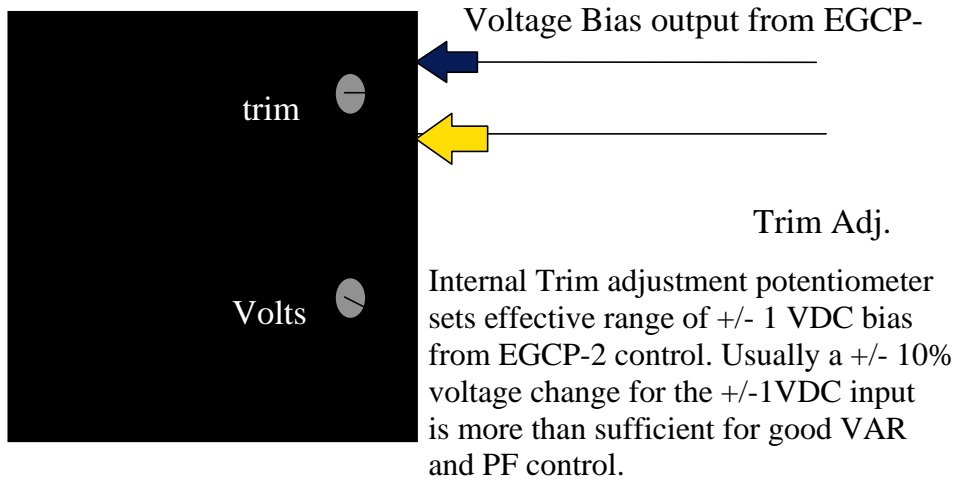 Voltage Bias output from EGCP-
trim
Trim Adj.
Volts
Internal Trim adjustment potentiometer
sets effective range of +/- 1 VDC bias
from EGCP-2 control. Usually a +/- 10%
voltage change for the +/-1VDC input
is more than sufficient for good VAR
and PF control.